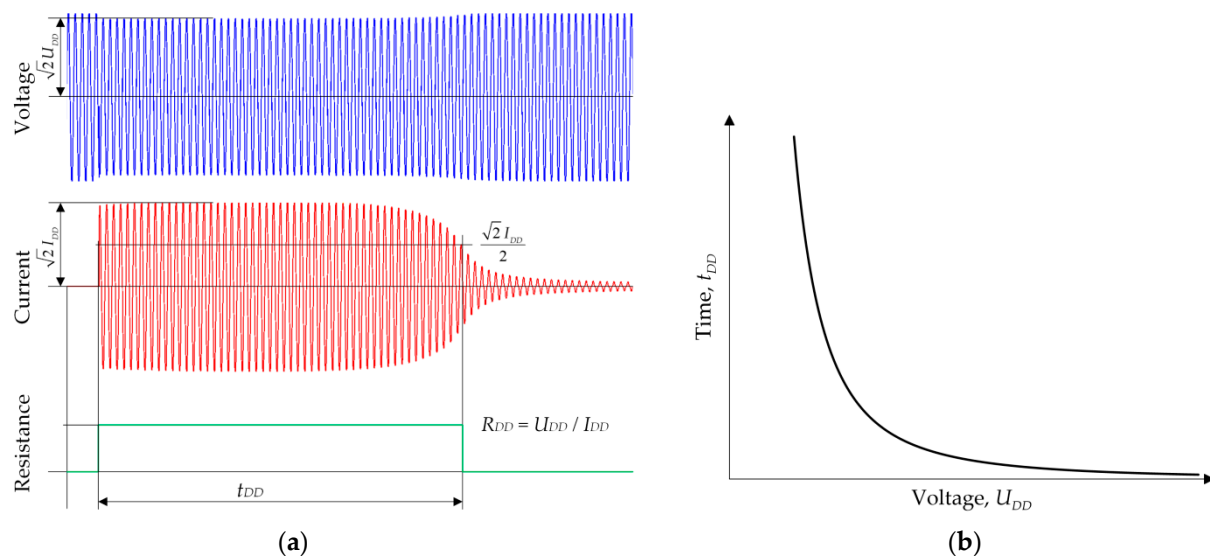 Voltage
√2 U_DD
Current
√2 I_DD
√2 I_DD
2
Resistance
R_DD = U_DD / I_DD
t_DD
(a)
Time, t_DD
Voltage, U_DD
(b)